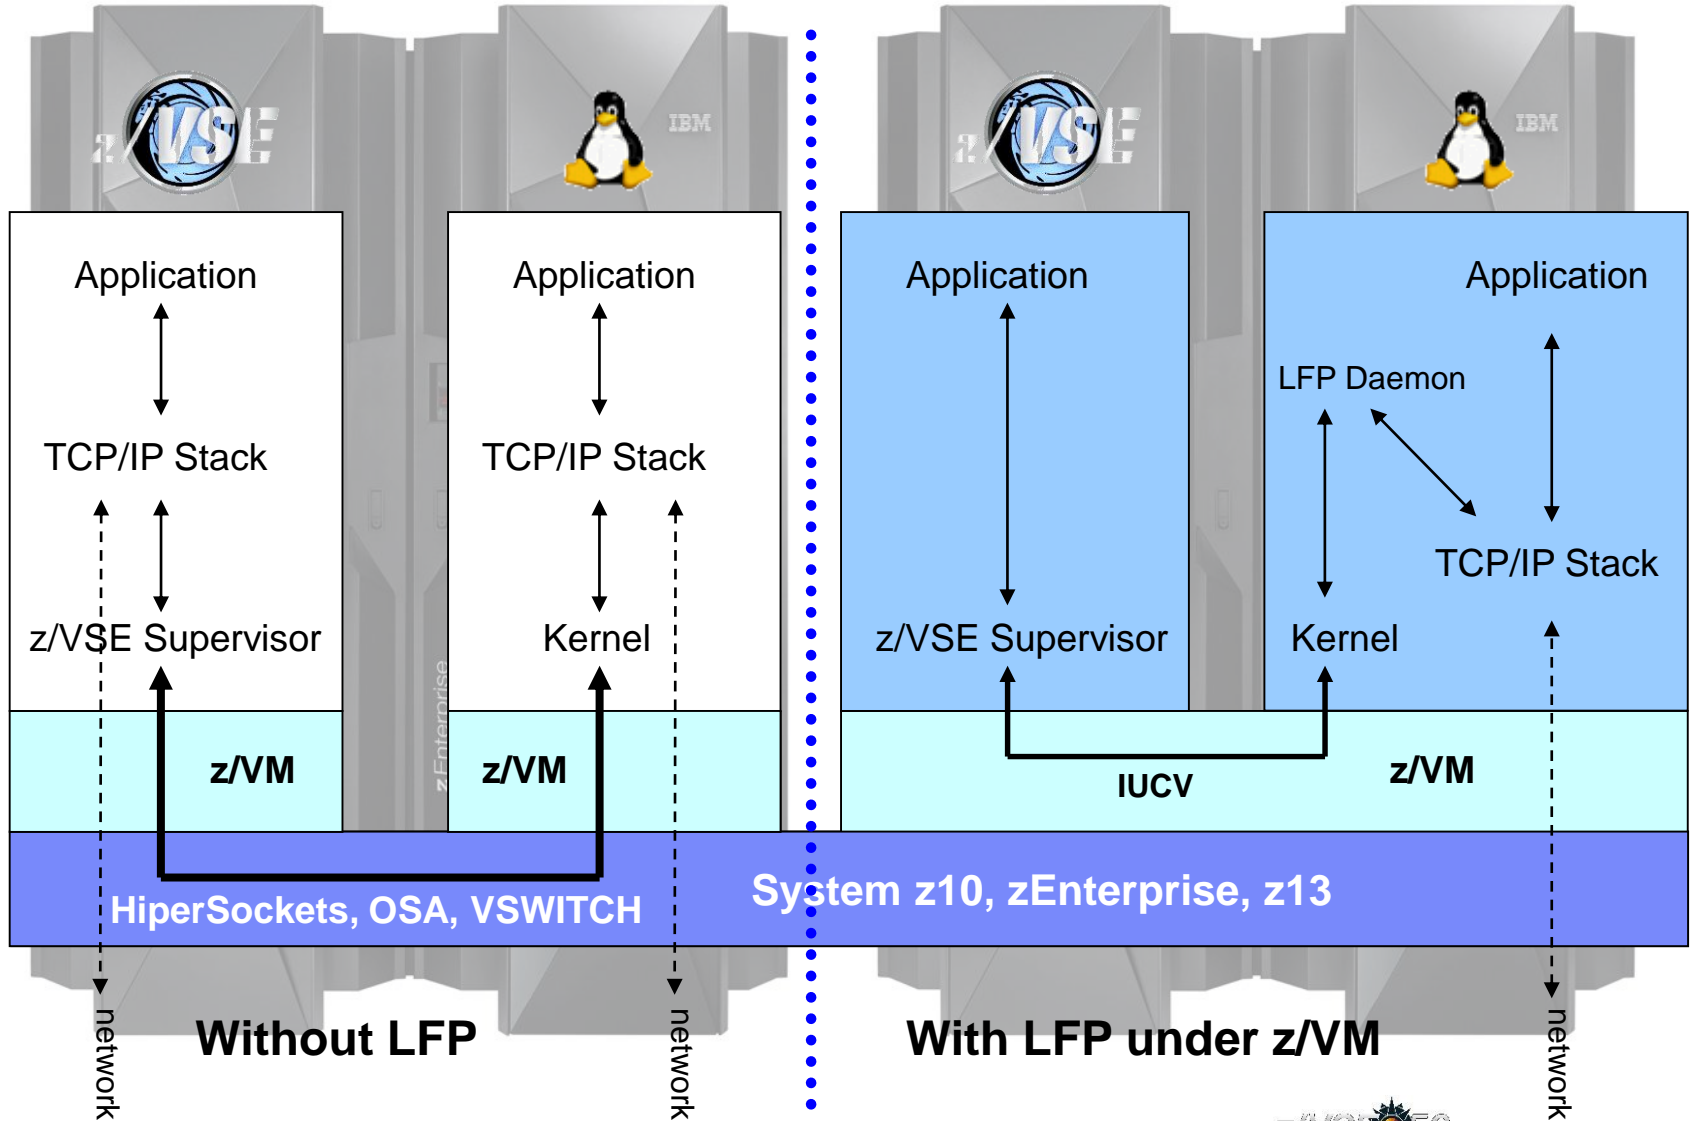 z/VSE
IBM
z/VSE
IBM
Application
Application
Application
Application
LFP Daemon
TCP/IP Stack
TCP/IP Stack
TCP/IP Stack
z/VSE Supervisor
Kernel
z/VSE Supervisor
Kernel
zEnterprise
z/VM
z/VM
IUCV
z/VM
HiperSockets, OSA, VSWITCH
System z10, zEnterprise, z13
network
Without LFP
network
With LFP under z/VM
network